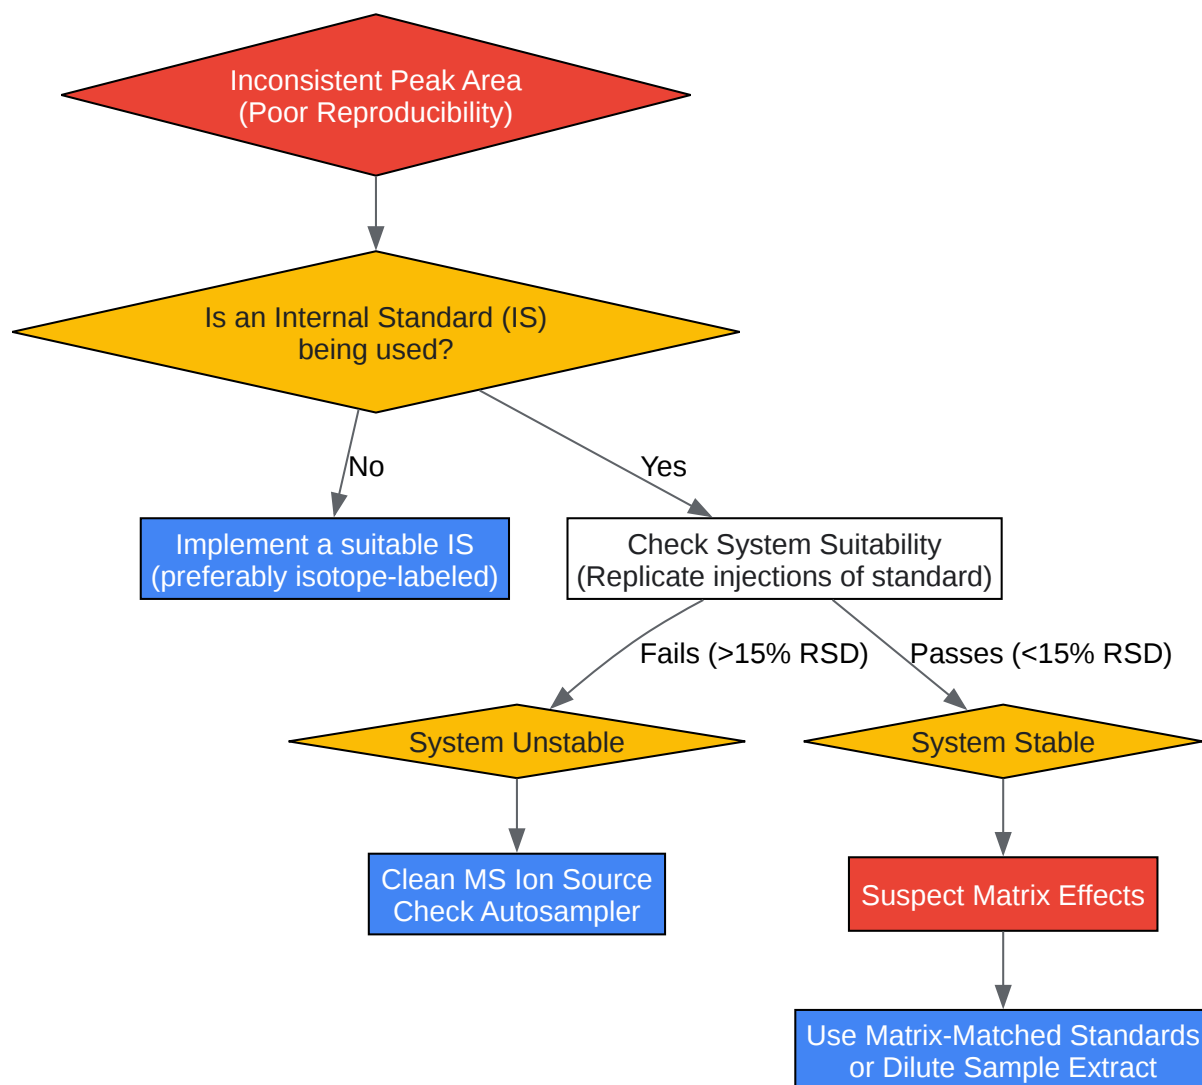 Inconsistent Peak Area
(Poor Reproducibility)
Is an Internal Standard (IS)
being used?
No
Yes
Implement a suitable IS
(preferably isotope-labeled)
Check System Suitability
(Replicate injections of standard)
Fails (>15% RSD)
Passes (<15% RSD)
System Unstable
System Stable
Clean MS Ion Source
Check Autosampler
Suspect Matrix Effects
Use Matrix-Matched Standards
or Dilute Sample Extract